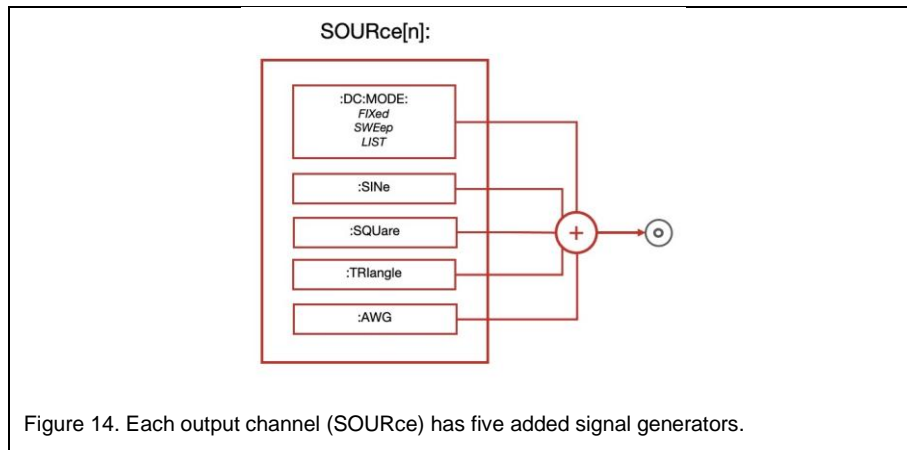 SOURce[n]:
:DC:MODE:
FIXed
SWEep
LIST
:SINe
:SQUare
:TRIangle
:AWG
+
Figure 14. Each output channel (SOURce) has five added signal generators.